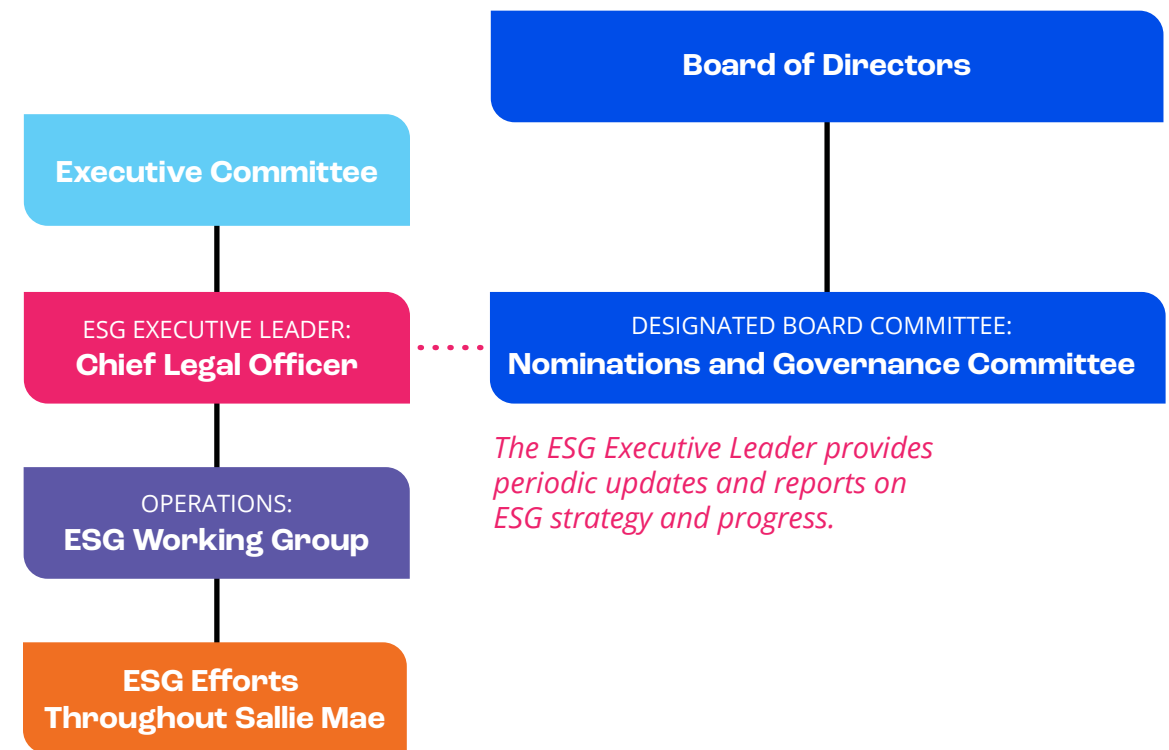 Board of Directors
Executive Committee
ESG EXECUTIVE LEADER:
Chief Legal Officer
DESIGNATED BOARD COMMITTEE:
Nominations and Governance Committee
The ESG Executive Leader provides
periodic updates and reports on
ESG strategy and progress.
OPERATIONS:
ESG Working Group
ESG Efforts
Throughout Sallie Mae